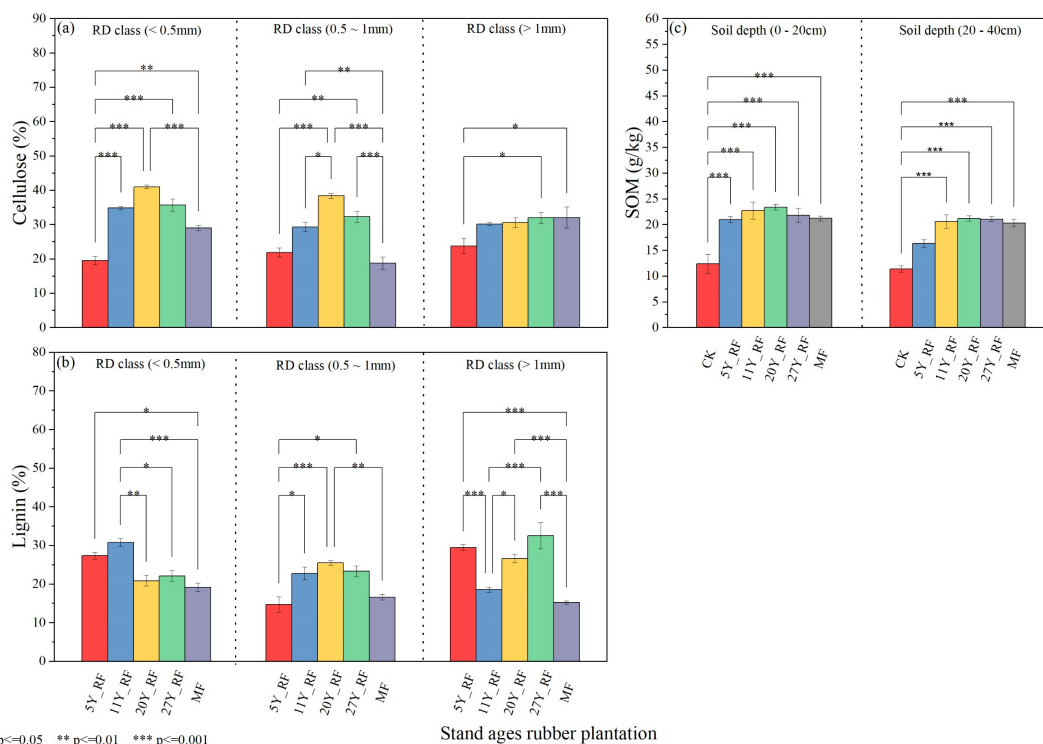 (a) RD class (< 0.5mm) RD class (0.5 ~ 1mm) RD class (> 1mm)
Cellulose (%)
90
80
70
60
50
40
30
20
10
0
** *** *** *** ***
** ** *** *** * ***
* *
(b) RD class (< 0.5mm) RD class (0.5 ~ 1mm) RD class (> 1mm)
Lignin (%)
80
70
60
50
40
30
20
10
0
* *** * **
* *** ** *
*** *** *** *** * ***
5Y_RF 11Y_RF 20Y_RF 27Y_RF MF
5Y_RF 11Y_RF 20Y_RF 27Y_RF MF
5Y_RF 11Y_RF 20Y_RF 27Y_RF MF
(c) Soil depth (0 - 20cm) Soil depth (20 - 40cm)
SOM (g/kg)
60
55
50
45
40
35
30
25
20
15
10
5
0
*** *** *** *** ***
*** *** *** ***
CK 5Y_RF 11Y_RF 20Y_RF 27Y_RF MF
CK 5Y_RF 11Y_RF 20Y_RF 27Y_RF MF
Stand ages rubber plantation
p<=0.05 ** p<=0.01 *** p<=0.001